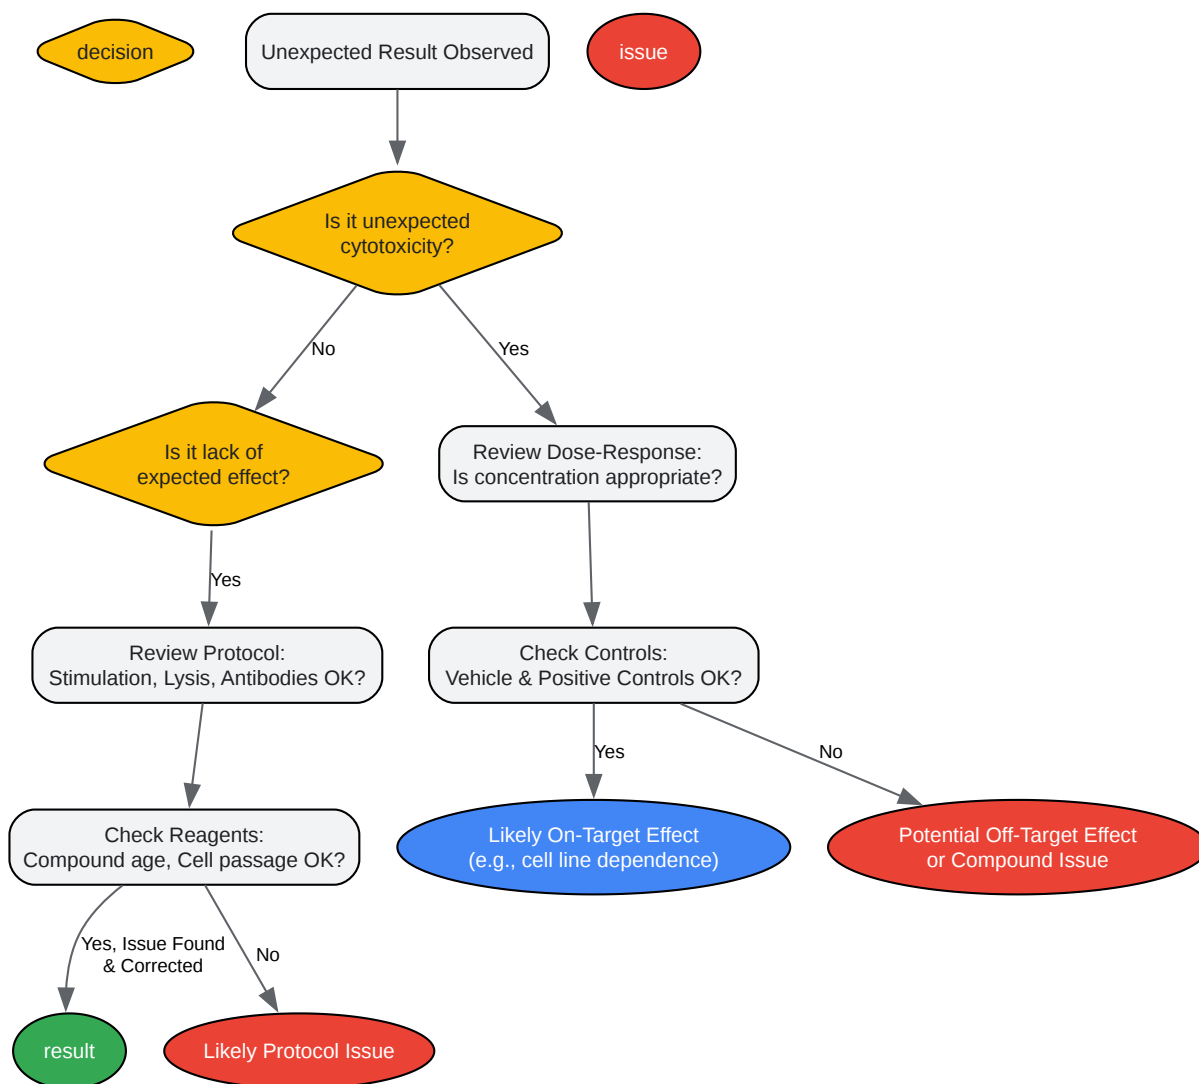 decision
Unexpected Result Observed
issue
Is it unexpected
cytotoxicity?
No
Yes
Is it lack of
expected effect?
Review Dose-Response:
Is concentration appropriate?
Yes
Review Protocol:
Stimulation, Lysis, Antibodies OK?
Check Controls:
Vehicle & Positive Controls OK?
Yes
No
Check Reagents:
Compound age, Cell passage OK?
Likely On-Target Effect
(e.g., cell line dependence)
Potential Off-Target Effect
or Compound Issue
Yes, Issue Found
& Corrected
No
result
Likely Protocol Issue